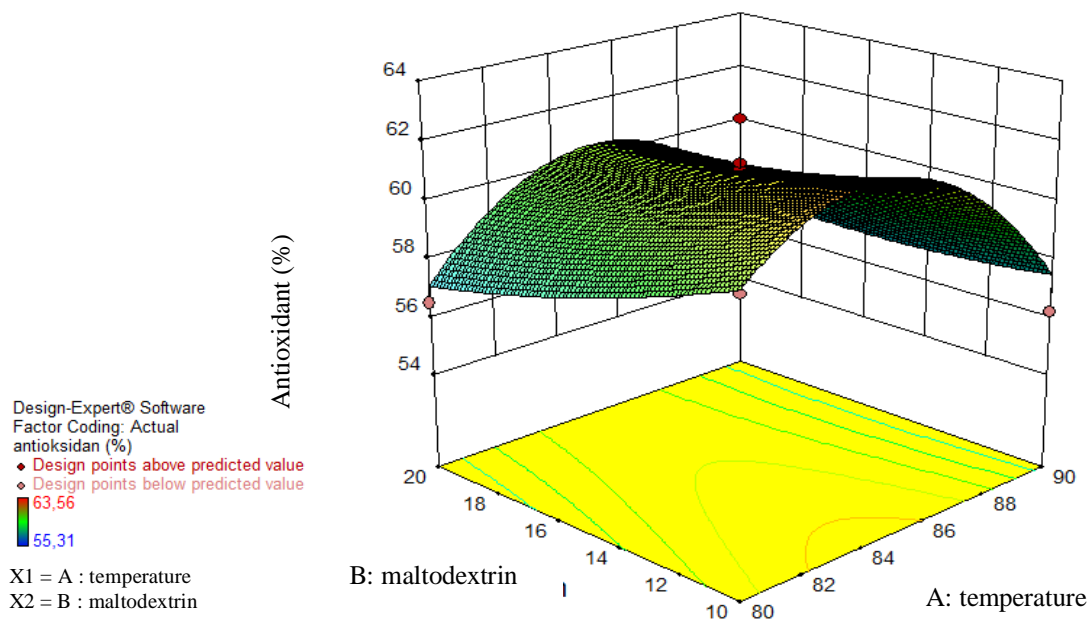 64
62
60
58
56
54
Antioxidant (%)
Design-Expert® Software
Factor Coding: Actual
antioksidan (%)
Design points above predicted value
Design points below predicted value
63,56
55,31
X1 = A : temperature
X2 = B : maltodextrin
20
18
16
14
12
10
B: maltodextrin
80
82
84
86
88
90
A: temperature